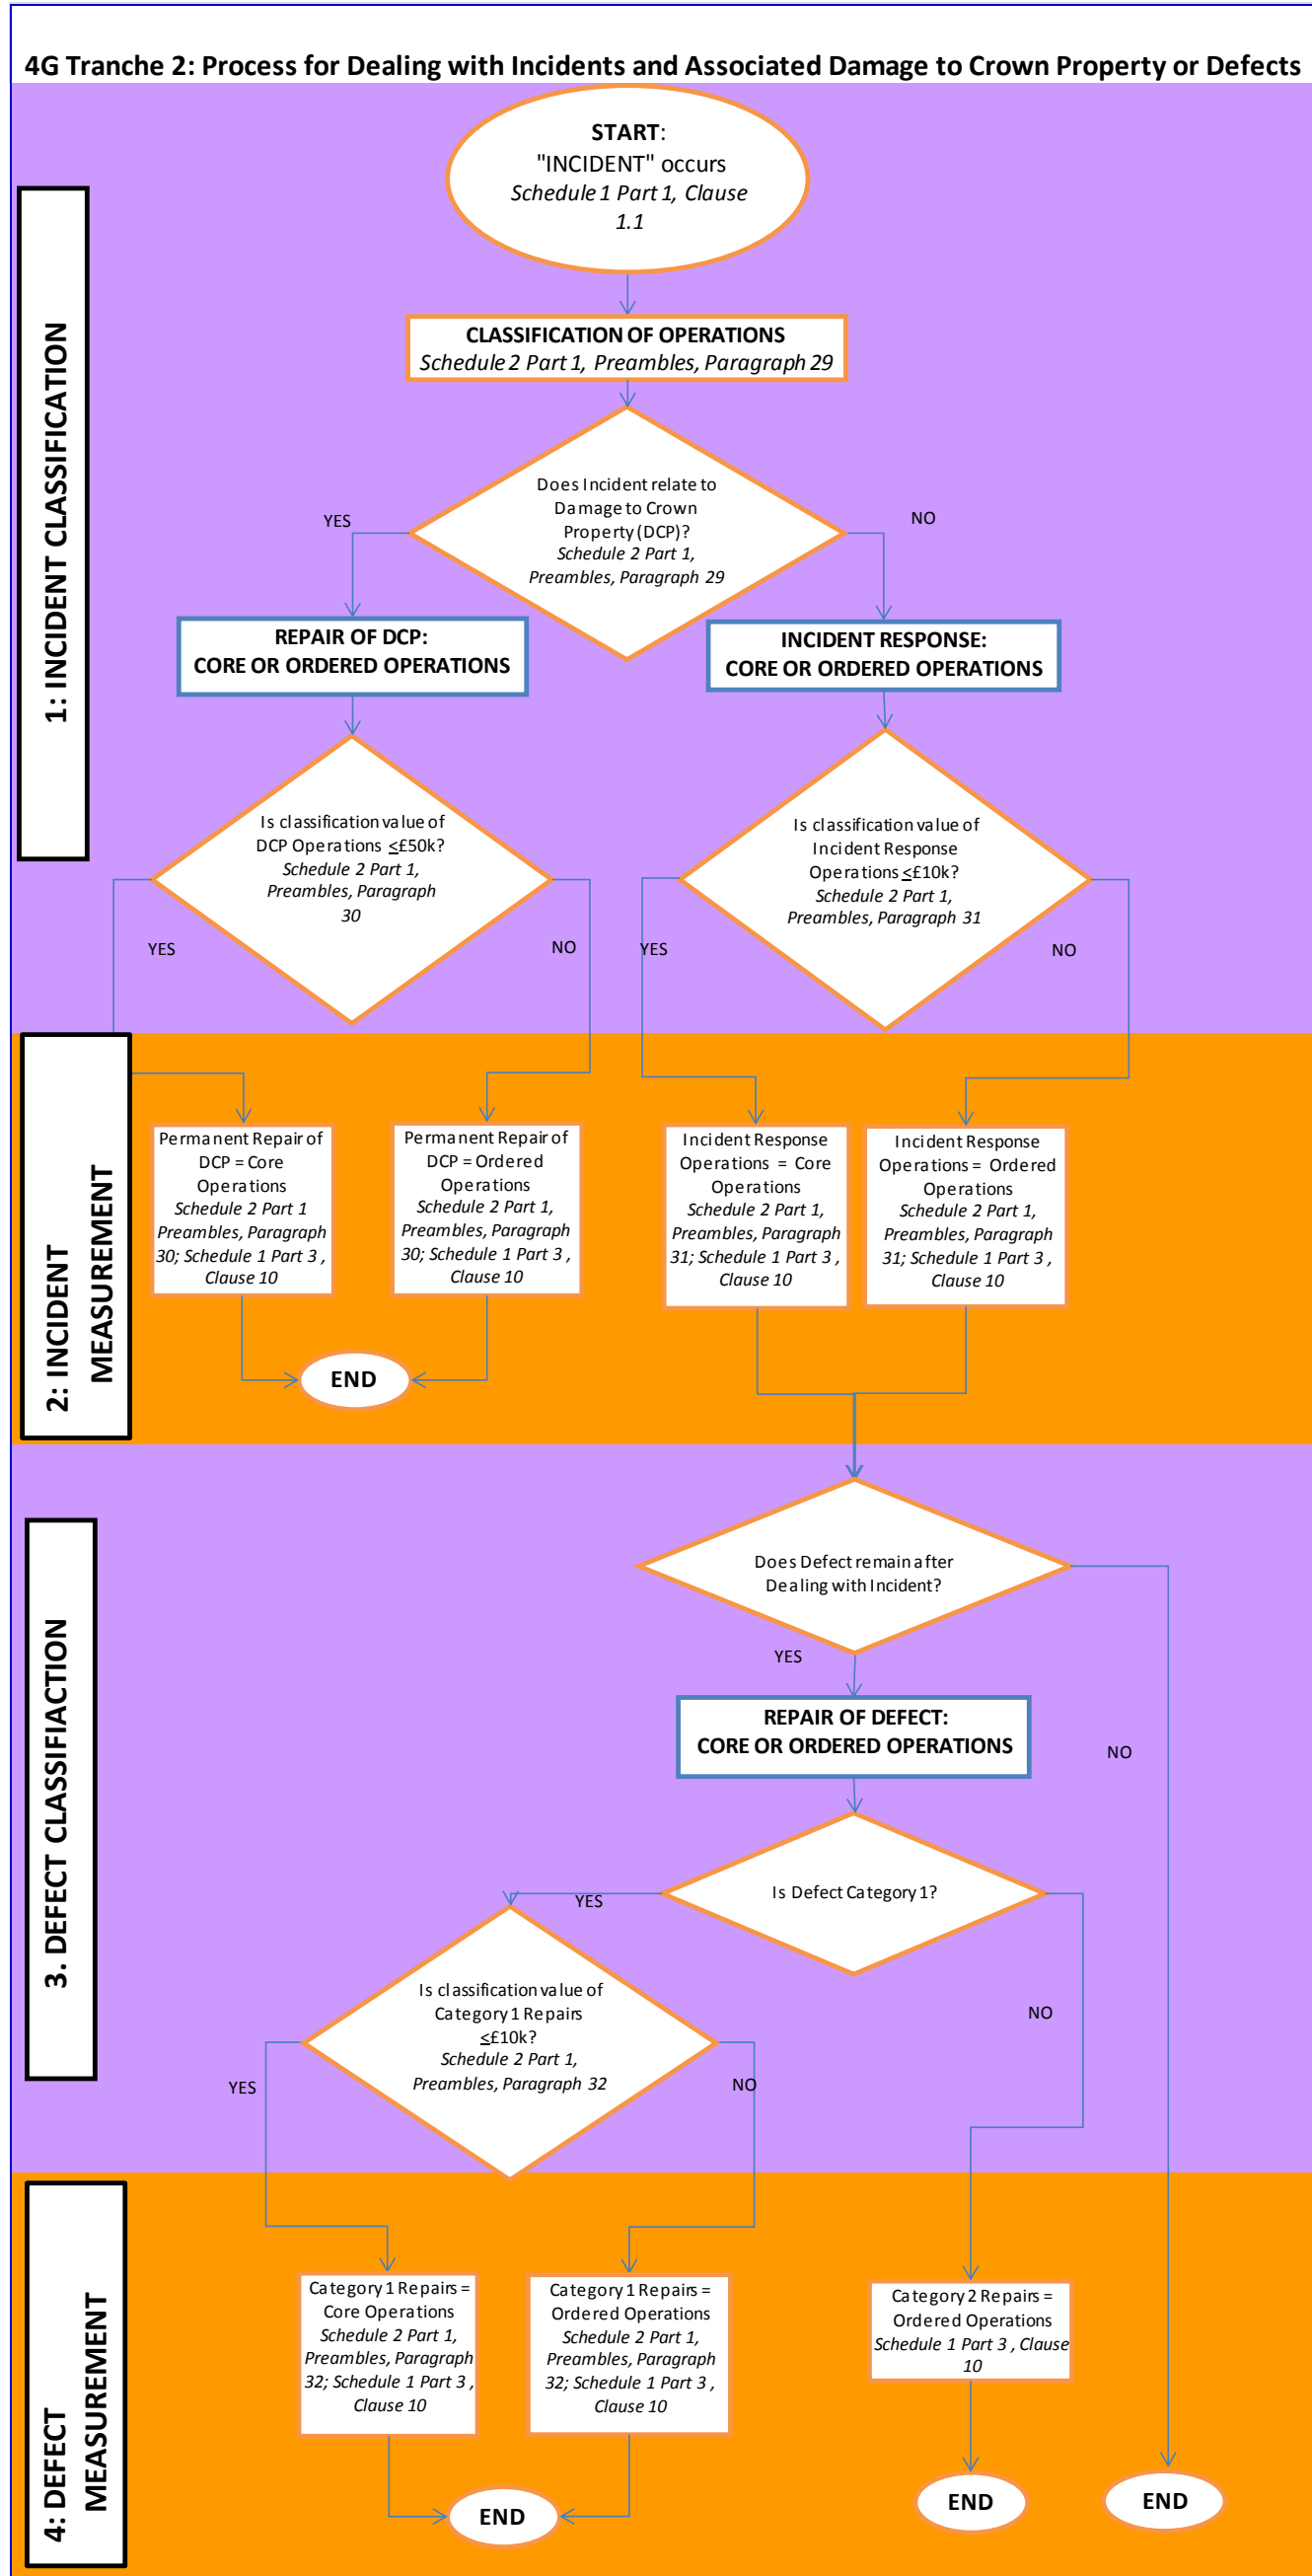 4G Tranche 2: Process for Dealing with Incidents and Associated Damage to Crown Property or Defects
1: INCIDENT CLASSIFICATION
START:
"INCIDENT" occurs
Schedule 1 Part 1, Clause
1.1
CLASSIFICATION OF OPERATIONS
Schedule 2 Part 1, Preambles, Paragraph 29
Does Incident relate to
Damage to Crown
Property (DCP)?
Schedule 2 Part 1,
Preambles, Paragraph 29
YES
NO
REPAIR OF DCP:
CORE OR ORDERED OPERATIONS
INCIDENT RESPONSE:
CORE OR ORDERED OPERATIONS
Is classification value of
DCP Operations ≤£50k?
Schedule 2 Part 1,
Preambles, Paragraph
30
YES
NO
Is classification value of
Incident Response
Operations ≤£10k?
Schedule 2 Part 1,
Preambles, Paragraph 31
YES
NO
2: INCIDENT
MEASUREMENT
Permanent Repair of
DCP = Core
Operations
Schedule 2 Part 1
Preambles, Paragraph
30; Schedule 1 Part 3 ,
Clause 10
Permanent Repair of
DCP = Ordered
Operations
Schedule 2 Part 1,
Preambles, Paragraph
30; Schedule 1 Part 3 ,
Clause 10
Incident Response
Operations = Core
Operations
Schedule 2 Part 1,
Preambles, Paragraph
31; Schedule 1 Part 3 ,
Clause 10
Incident Response
Operations = Ordered
Operations
Schedule 2 Part 1,
Preambles, Paragraph
31; Schedule 1 Part 3 ,
Clause 10
END
3. DEFECT CLASSIFIACTION
Does Defect remain after
Dealing with Incident?
YES
NO
REPAIR OF DEFECT:
CORE OR ORDERED OPERATIONS
Is Defect Category 1?
YES
NO
Is classification value of
Category 1 Repairs
≤£10k?
Schedule 2 Part 1,
Preambles, Paragraph 32
YES
NO
4: DEFECT
MEASUREMENT
Category 1 Repairs =
Core Operations
Schedule 2 Part 1,
Preambles, Paragraph
32; Schedule 1 Part 3 ,
Clause 10
Category 1 Repairs =
Ordered Operations
Schedule 2 Part 1,
Preambles, Paragraph
32; Schedule 1 Part 3 ,
Clause 10
Category 2 Repairs =
Ordered Operations
Schedule 1 Part 3 , Clause
10
END
END
END